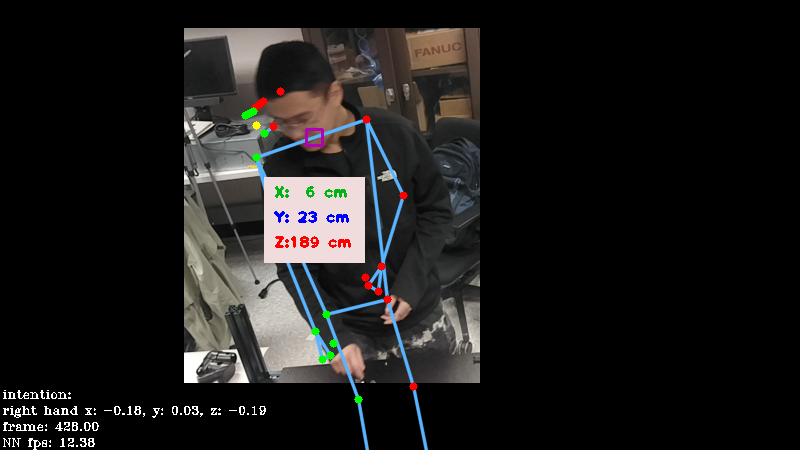 FANUC
X: 6 cm
Y: 23 cm
Z:189 cm
intention:
right hand x: −0.18, y: 0.03, z: −0.19
frame: 428.00
NN fps: 12.38